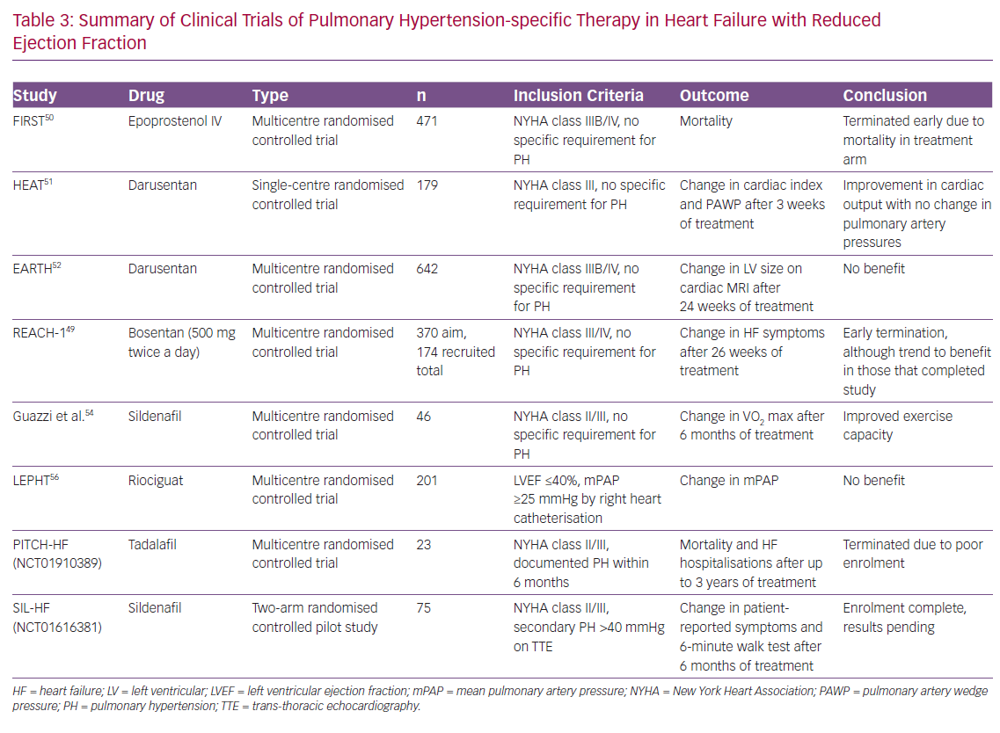 Table 3: Summary of Clinical Trials of Pulmonary Hypertension-specific Therapy in Heart Failure with Reduced
Ejection Fraction
Study Drug Type n Inclusion Criteria Outcome Conclusion
FIRST50 Epoprostenol IV Multicentre randomised 471 NYHA class IIIB/IV, no Mortality Terminated early due to
controlled trial specific requirement for mortality in treatment
PH arm
HEAT51 Darusentan Single-centre randomised 179 NYHA class III, no specific Change in cardiac index Improvement in cardiac
controlled trial requirement for PH and PAWP after 3 weeks output with no change in
of treatment pulmonary artery
pressures
EARTH52 Darusentan Multicentre randomised 642 NYHA class IIIB/IV, no Change in LV size on No benefit
controlled trial specific requirement cardiac MRI after
for PH 24 weeks of treatment
REACH-149 Bosentan (500 mg Multicentre randomised 370 aim, NYHA class III/IV, no Change in HF symptoms Early termination,
twice a day) controlled trial 174 recruited specific requirement for after 26 weeks of although trend to benefit
total PH treatment in those that completed
study
Guazzi et al.54 Sildenafil Multicentre randomised 46 NYHA class II/III, no Change in VO2 max after Improved exercise
controlled trial specific requirement for 6 months of treatment capacity
PH
LEPHT56 Riociguat Multicentre randomised 201 LVEF ≤40%, mPAP Change in mPAP No benefit
controlled trial ≥25 mmHg by right heart
catheterisation
PITCH-HF Tadalafil Multicentre randomised 23 NYHA class II/III, Mortality and HF Terminated due to poor
(NCT01910389) controlled trial documented PH within hospitalisations after up enrolment
6 months to 3 years of treatment
SIL-HF Sildenafil Two-arm randomised 75 NYHA class II/III, Change in patient- Enrolment complete,
(NCT01616381) controlled pilot study secondary PH >40 mmHg reported symptoms and results pending
on TTE 6-minute walk test after
6 months of treatment
HF = heart failure; LV = left ventricular; LVEF = left ventricular ejection fraction; mPAP = mean pulmonary artery pressure; NYHA = New York Heart Association; PAWP = pulmonary artery wedge
pressure; PH = pulmonary hypertension; TTE = trans-thoracic echocardiography.